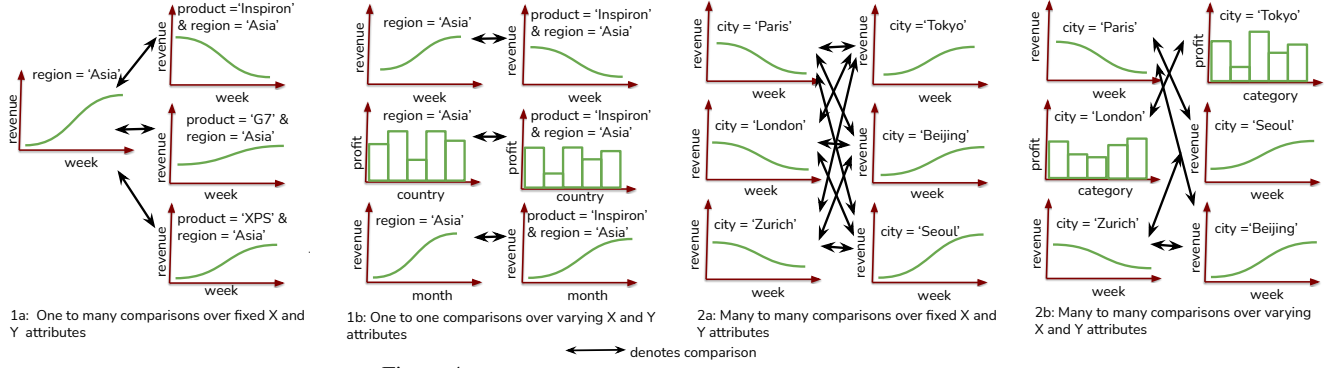 region = ‘Asia’
revenue
week
product =‘Inspiron’
& region = ‘Asia’
revenue
week
product = ‘G7’ &
region = ‘Asia’
revenue
week
product = ‘XPS’ &
region = ‘Asia’
revenue
week
1a: One to many comparisons over fixed X and
Y attributes
region = ‘Asia’
revenue
week
product = ‘Inspiron’
& region = ‘Asia’
revenue
week
region = ‘Asia’
profit
country
product = ‘Inspiron’
& region = ‘Asia’
profit
country
region = ‘Asia’
revenue
month
product = ‘Inspiron’
& region = ‘Asia’
revenue
month
1b: One to one comparisons over varying X and Y
attributes
city = ‘Paris’
revenue
week
city =‘Tokyo’
revenue
week
city = ‘London’
revenue
week
city = ‘Beijing’
revenue
week
city = ‘Zurich’
revenue
week
city = ‘Seoul’
revenue
week
2a: Many to many comparisons over fixed X and
Y attributes
city = ‘Paris’
revenue
week
city = ‘Tokyo’
profit
category
city = ‘London’
profit
category
city = ‘Seoul’
revenue
week
city = ‘Zurich’
revenue
week
city =‘Beijing’
revenue
week
2b: Many to many comparisons over varying
X and Y attributes
denotes comparison